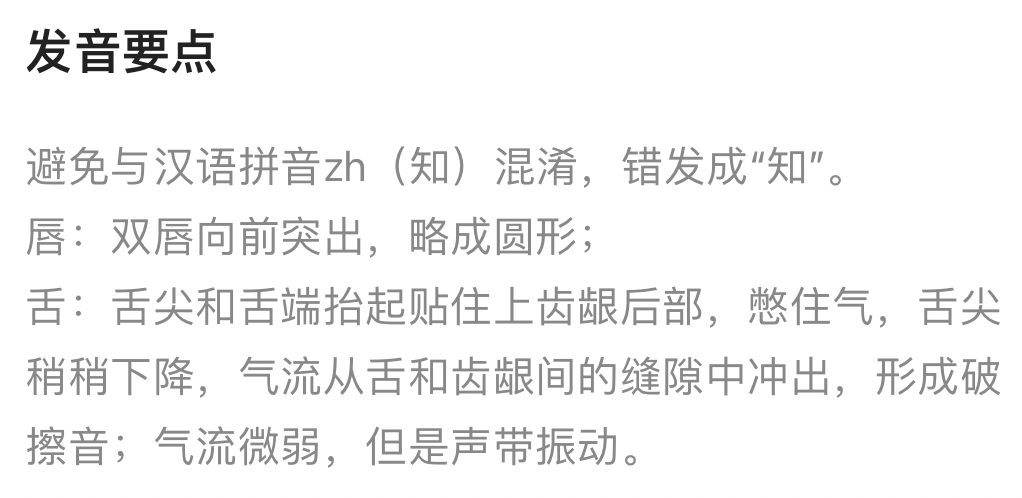 发音要点
避免与汉语拼音zh（知）混淆，错发成“知”。
唇：双唇向前突出，略成圆形；
舌：舌尖和舌端抬起贴住上齿龈后部，憋住气，舌尖
稍稍下降，气流从舌和齿龈间的缝隙中冲出，形成破
擦音；气流微弱，但是声带振动。